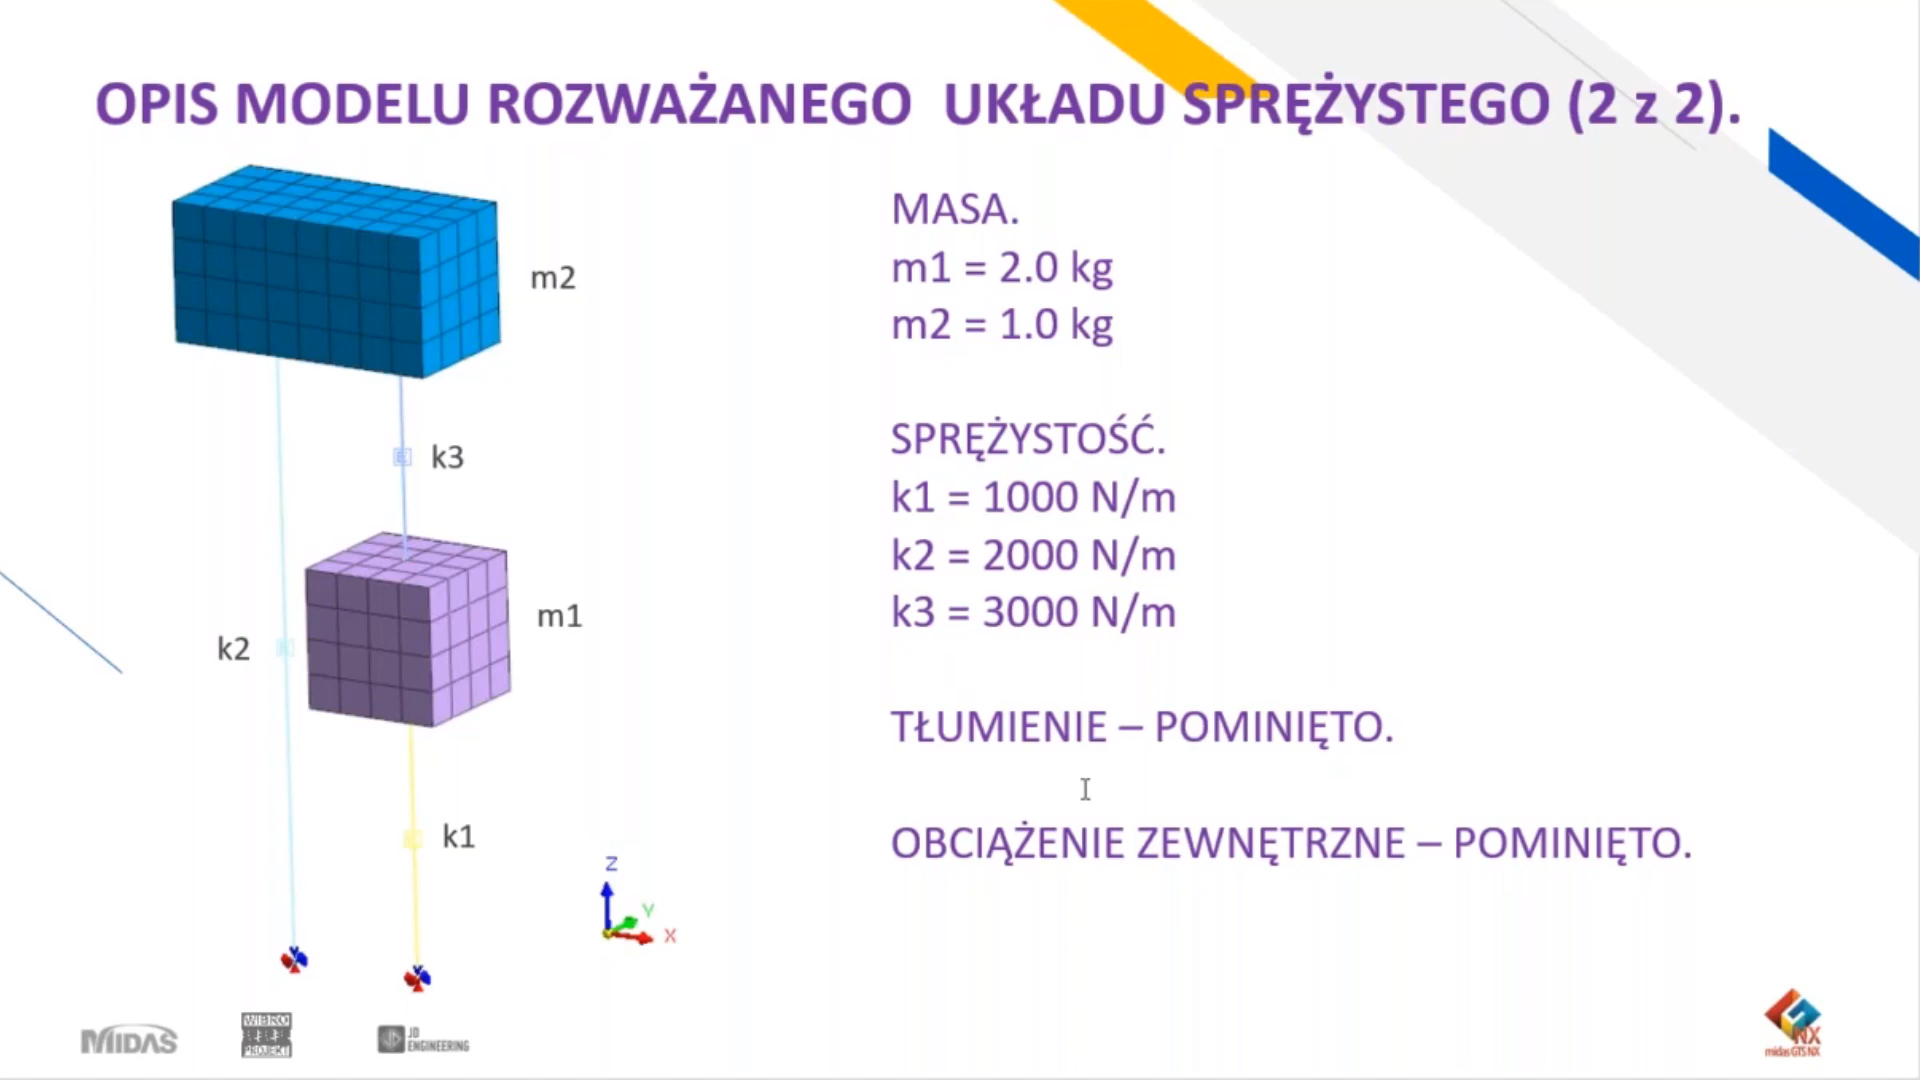 OPIS MODELU ROZWAŻANEGO UKŁADU SPRĘŻYSTEGO (2 z 2).
m2
k3
m1
k2
k1
Z
Y
X
MASA.
m1 = 2.0 kg
m2 = 1.0 kg
SPRĘŻYSTOŚĆ.
k1 = 1000 N/m
k2 = 2000 N/m
k3 = 3000 N/m
TŁUMIENIE – POMINIĘTO.
OBCIĄŻENIE ZEWNĘTRZNE – POMINIĘTO.
MIDAS
WIBRO
PROJEKT
JD
ENGINEERING
NX
midas GTS NX